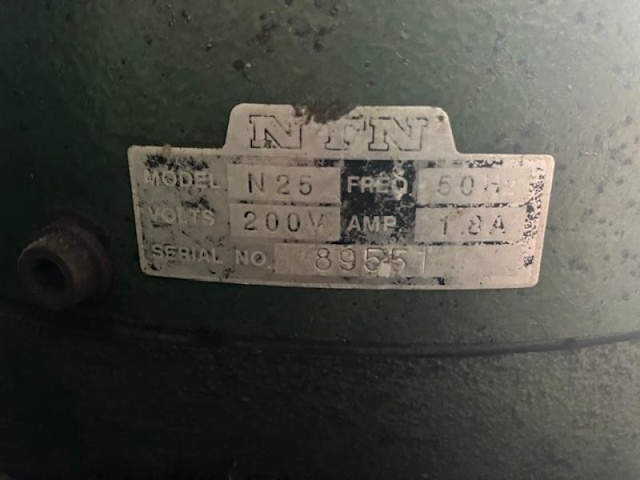 NTN
MODEL N25 FREQ 50Hz
VOLTS 200V AMP 1.8A
SERIAL NO. 89551